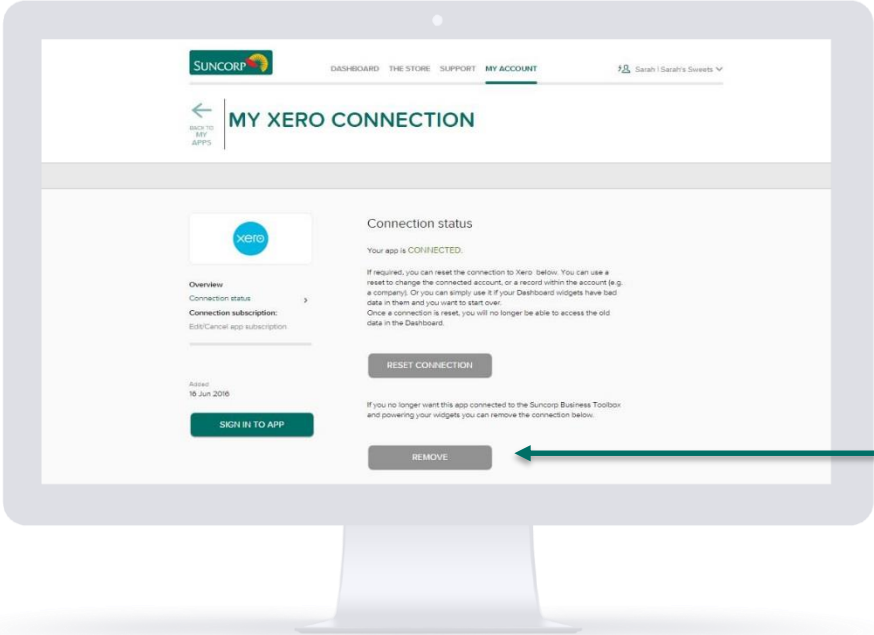 SUNCORP
DASHBOARD THE STORE SUPPORT MY ACCOUNT
Sarah | Sarah's Sweets
BACK TO
MY
APPS
MY XERO CONNECTION
xero
Overview
Connection status
Connection subscription:
Edit/Cancel app subscription
Added
16 Jun 2016
SIGN IN TO APP
Connection status
Your app is CONNECTED.
If required, you can reset the connection to Xero below. You can use a
reset to change the connected account, or a record within the account (e.g.
a company). Or you can simply use it if your Dashboard widgets have bad
data in them and you want to start over.
Once a connection is reset, you will no longer be able to access the old
data in the Dashboard.
RESET CONNECTION
If you no longer want this app connected to the Suncorp Business Toolbox
and powering your widgets you can remove the connection below.
REMOVE